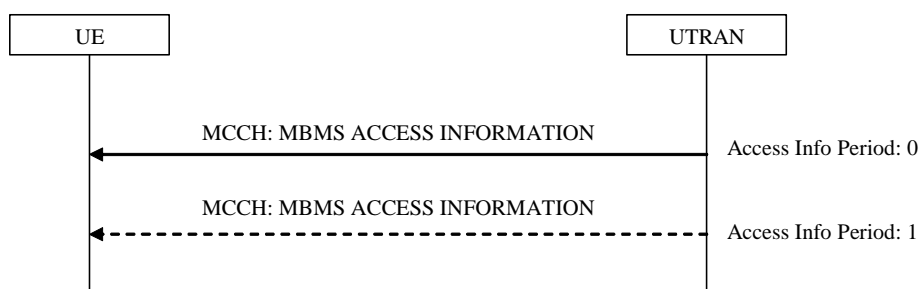 UE
UTRAN
MCCH: MBMS ACCESS INFORMATION
Access Info Period: 0
MCCH: MBMS ACCESS INFORMATION
Access Info Period: 1